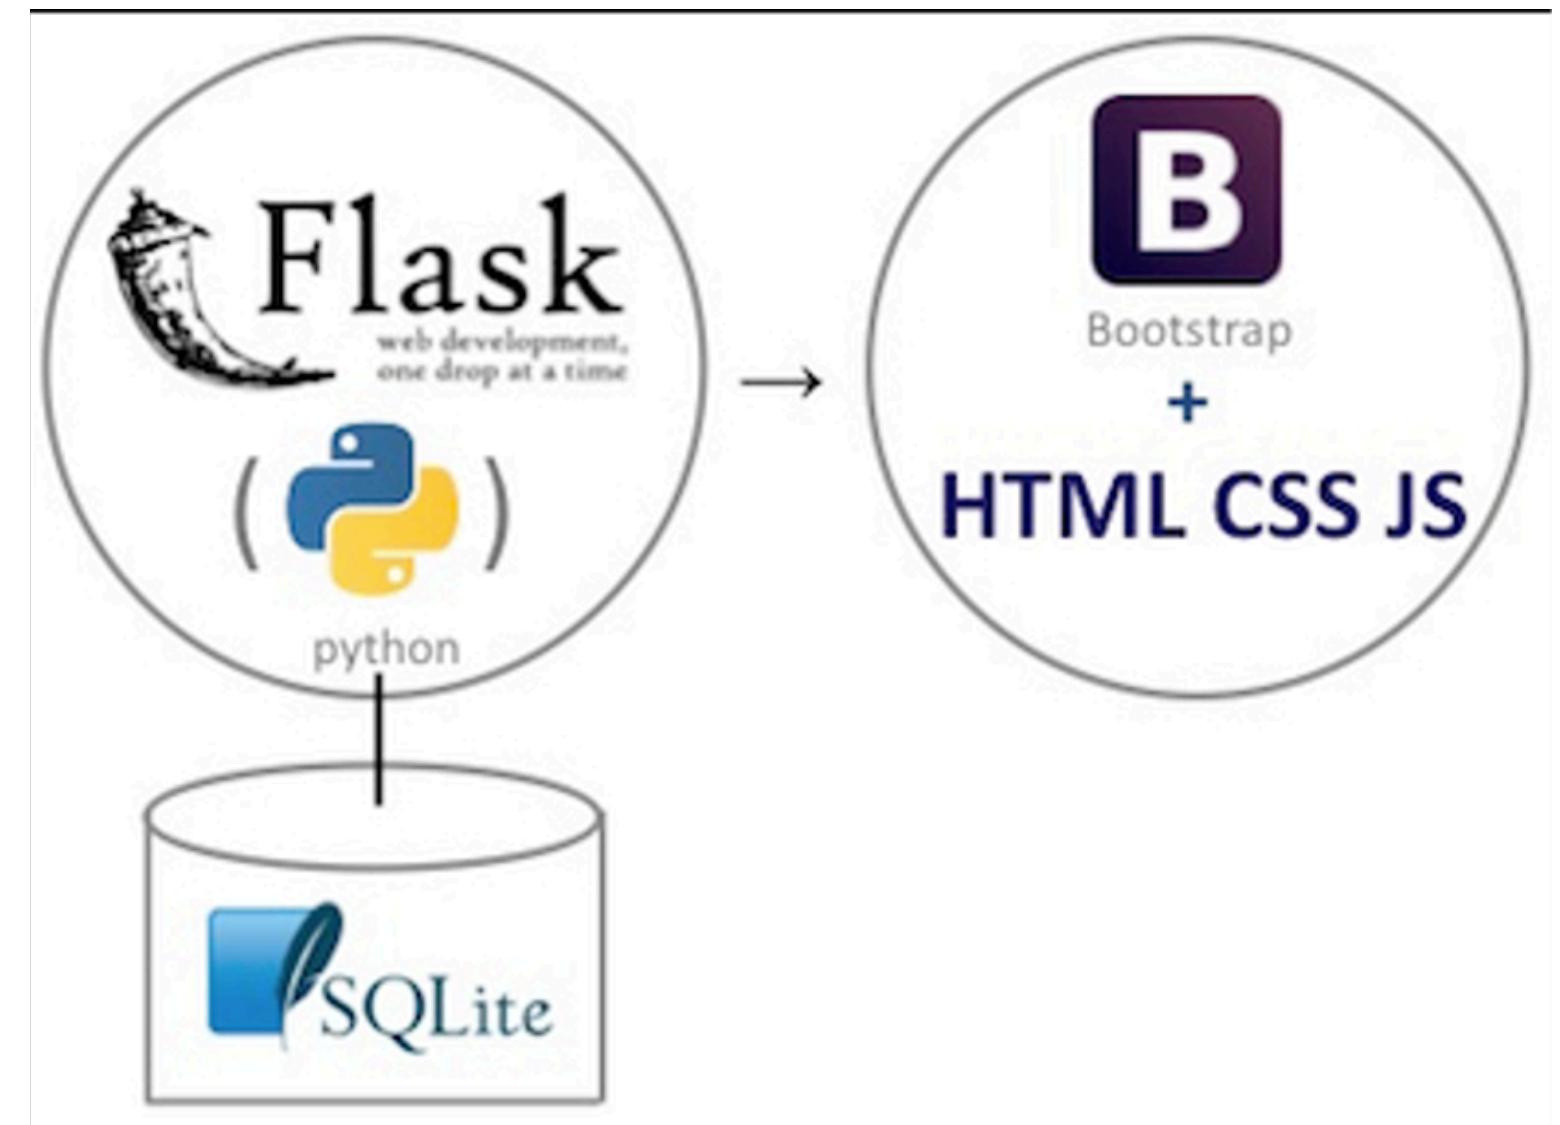 Flask
web development,
one drop at a time
( )
python
→
B
Bootstrap
+
HTML CSS JS
SQLite